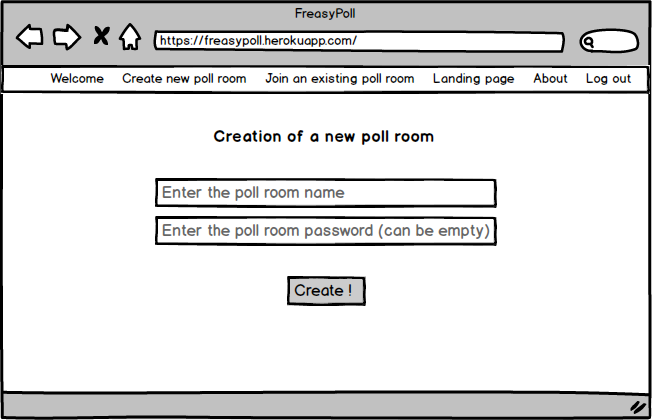 FreasyPoll
https://freasypoll.herokuapp.com/
Welcome Create new poll room Join an existing poll room Landing page About Log out
Creation of a new poll room
Enter the poll room name
Enter the poll room password (can be empty)
Create !